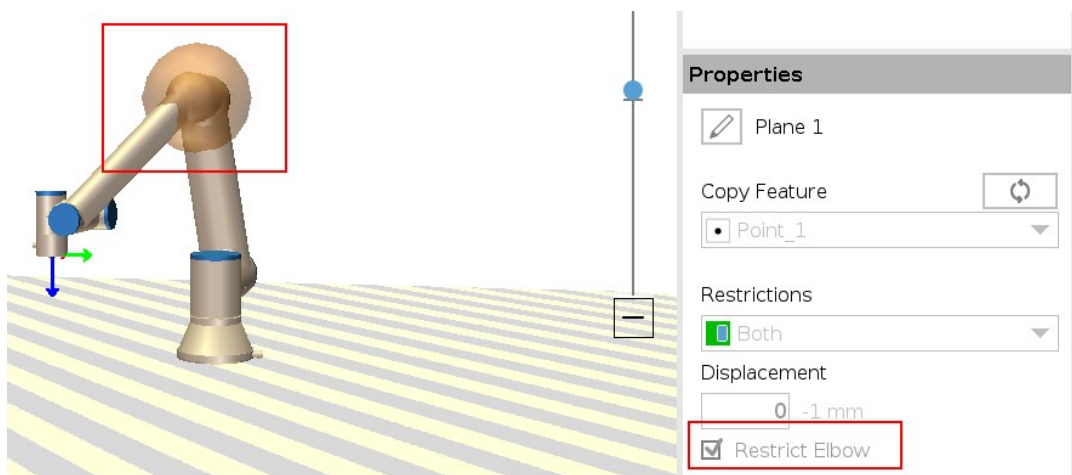 Properties
Plane 1
Copy Feature
Point_1
Restrictions
Both
Displacement
0 -1 mm
Restrict Elbow